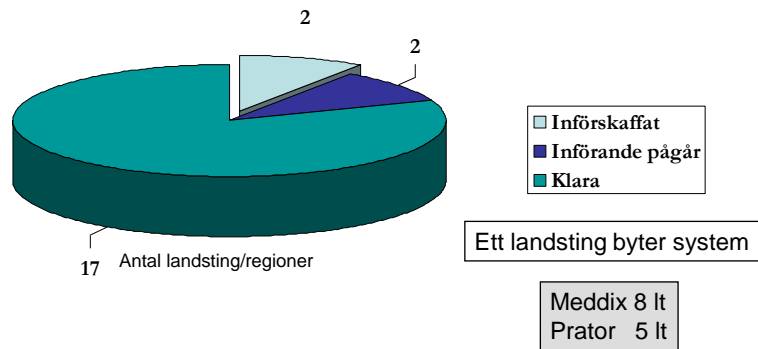 2
2
Införskaffat
Införande pågår
Klara
17
Antal landsting/regioner
Ett landsting byter system
Meddix 8 lt
Prator 5 lt